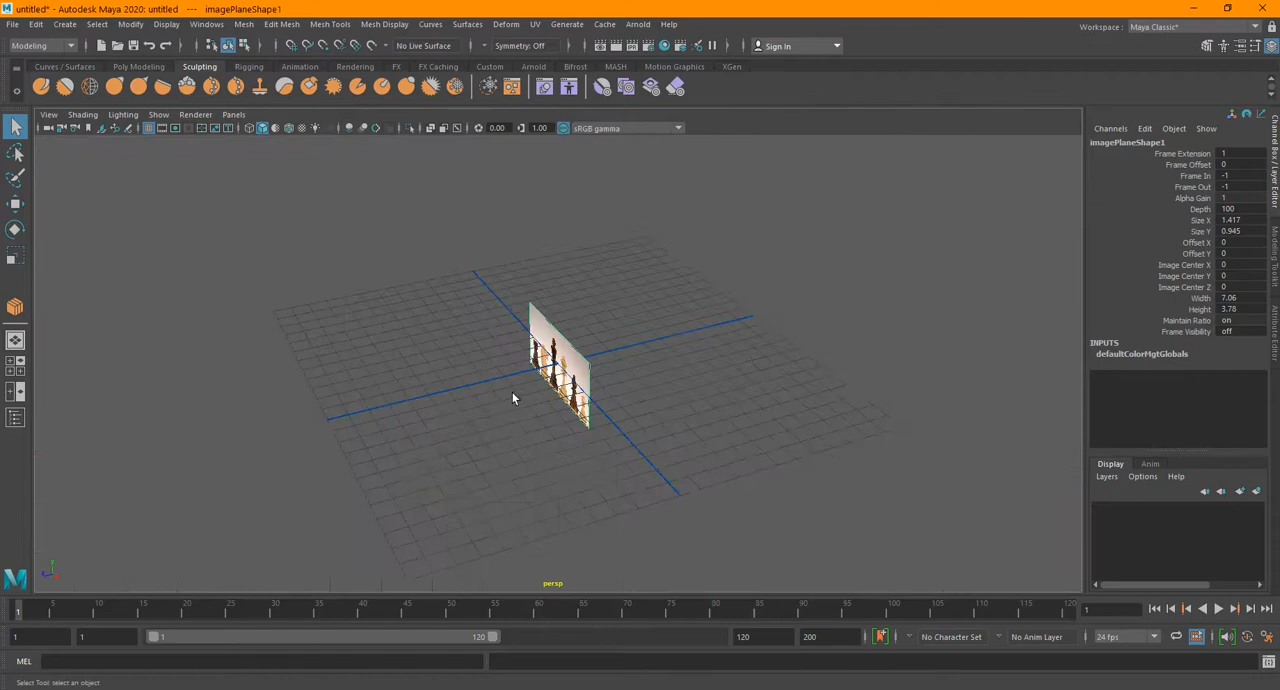 untitled* - Autodesk Maya 2020: untitled --- imagePlaneShape1
File Edit Create Select Modify Display Windows Mesh Edit Mesh Mesh Tools Mesh Display Curves Surfaces Deform UV Generate Cache Arnold Help
Workspace : Maya Classic*
Modeling No Live Surface Symmetry: Off Sign In
Curves / Surfaces Poly Modeling Sculpting Rigging Animation Rendering FX FX Caching Custom Arnold Bifrost MASH Motion Graphics XGen
View Shading Lighting Show Renderer Panels
0.00 1.00 sRGB gamma
Channels Edit Object Show
imagePlaneShape1
Frame Extension 1
Frame Offset 0
Frame In -1
Frame Out -1
Alpha Gain 1
Depth 100
Size X 1.417
Size Y 0.945
Offset X 0
Offset Y 0
Image Center X 0
Image Center Y 0
Image Center Z 0
Width 7.06
Height 3.78
Maintain Ratio on
Frame Visibility off
INPUTS
defaultColorMgtGlobals
Display Anim
Layers Options Help
Channel Box / Layer Editor
Modeling Toolkit
Attribute Editor
persp
1 5 10 15 20 25 30 35 40 45 50 55 60 65 70 75 80 85 90 95 100 105 110 115 120 1
1 1 1 120 120 200 No Character Set No Anim Layer 24 fps
MEL
Select Tool: select an object